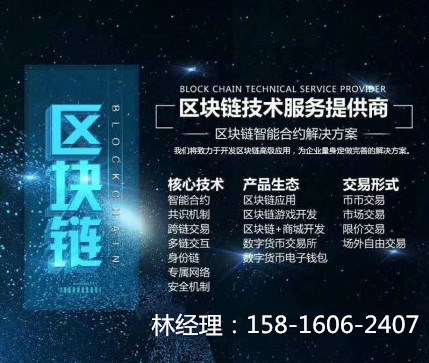 区块链
BLOCKCHAIN
BLOCK CHAIN TECHNICAL SERVICE PROVIDER
区块链技术服务提供商
区块链智能合约解决方案
我们将致力于开发区块链高级应用，为企业量身定做完善的解决方案。
核心技术
智能合约
共识机制
跨链交易
多链交互
身份链
专属网络
安全机制
产品生态
区块链应用
区块链游戏开发
区块链+商城开发
数字货币交易所
数字货币电子钱包
交易形式
币币交易
市场交易
限价交易
场外自由交易
林经理：158-1606-2407